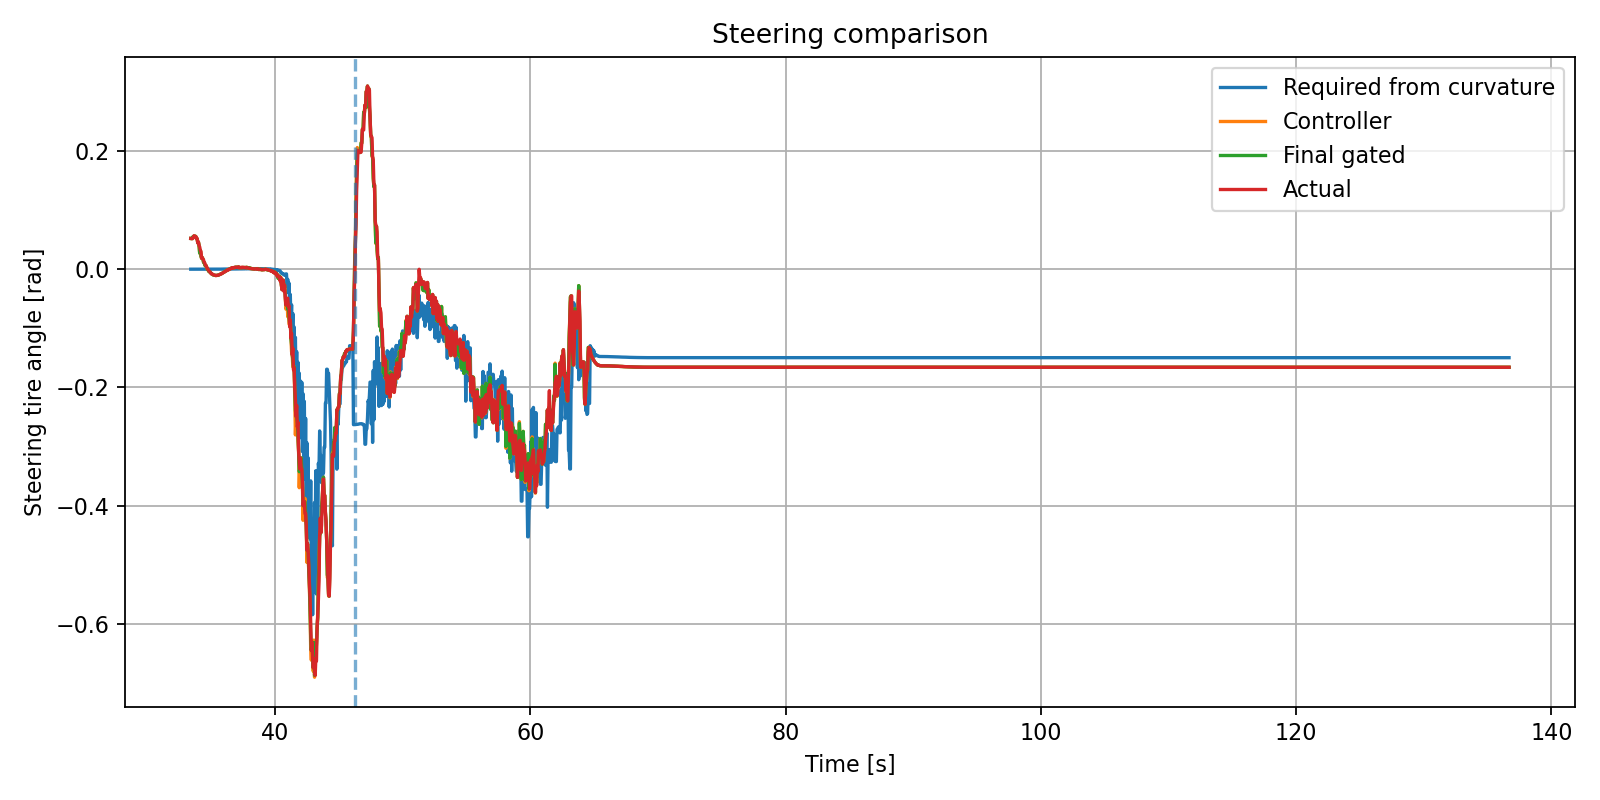 Steering comparison
Required from curvature
Controller
Final gated
Actual
Steering tire angle [rad]
0.2
0.0
−0.2
−0.4
−0.6
40 60 80 100 120 140
Time [s]